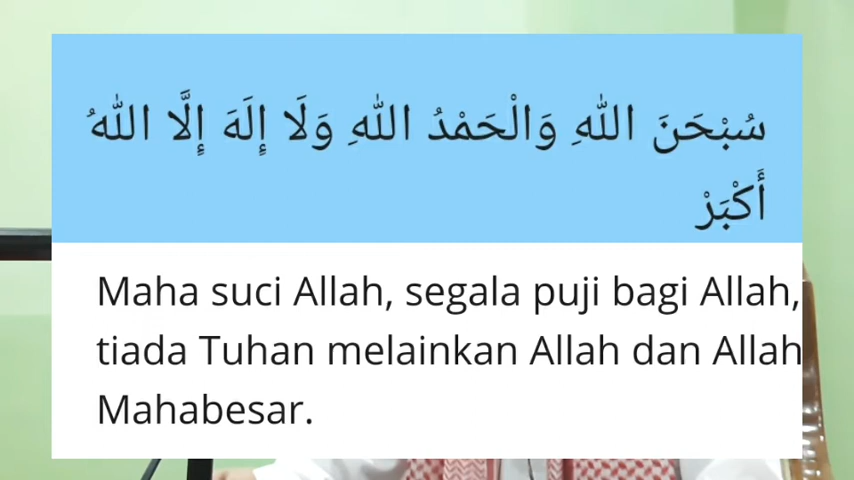 سُبْحَنَ اللهِ وَالْحَمْدُ اللهِ وَلَا إِلَهَ إِلَّا اللهُ
أَكْبَرْ
Maha suci Allah, segala puji bagi Allah,
tiada Tuhan melainkan Allah dan Allah
Mahabesar.